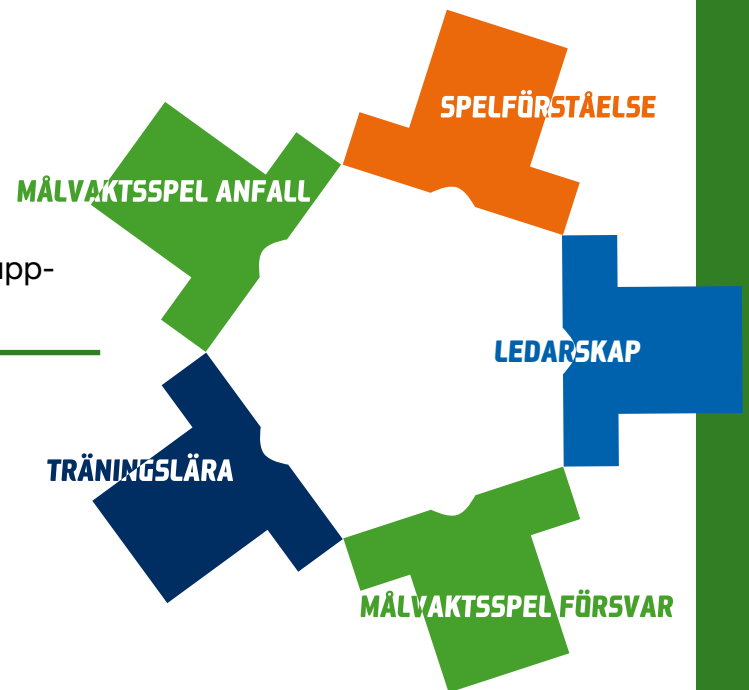 SPELFÖRSTÅELSE
MÅLVAKTSSPEL ANFALL
upp-
LEDARSKAP
TRÄNINGSLÄRA
MÅLVAKTSSPEL FÖRSVAR